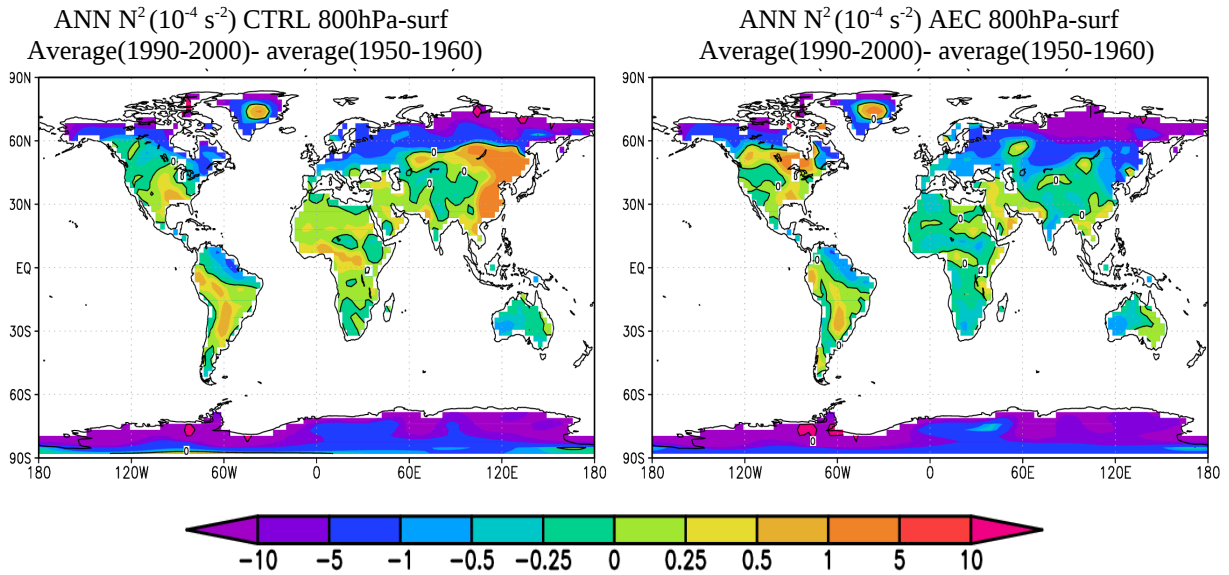 ANN N² (10⁻⁴ s⁻²) CTRL 800hPa-surf
Average(1990-2000)- average(1950-1960)
ANN N² (10⁻⁴ s⁻²) AEC 800hPa-surf
Average(1990-2000)- average(1950-1960)
90N
60N
30N
EQ
30S
60S
90S
180 120W 60W 0 60E 120E 180
90N
60N
30N
EQ
30S
60S
90S
180 120W 60W 0 60E 120E 180
−10 −5 −1 −0.5 −0.25 0 0.25 0.5 1 5 10